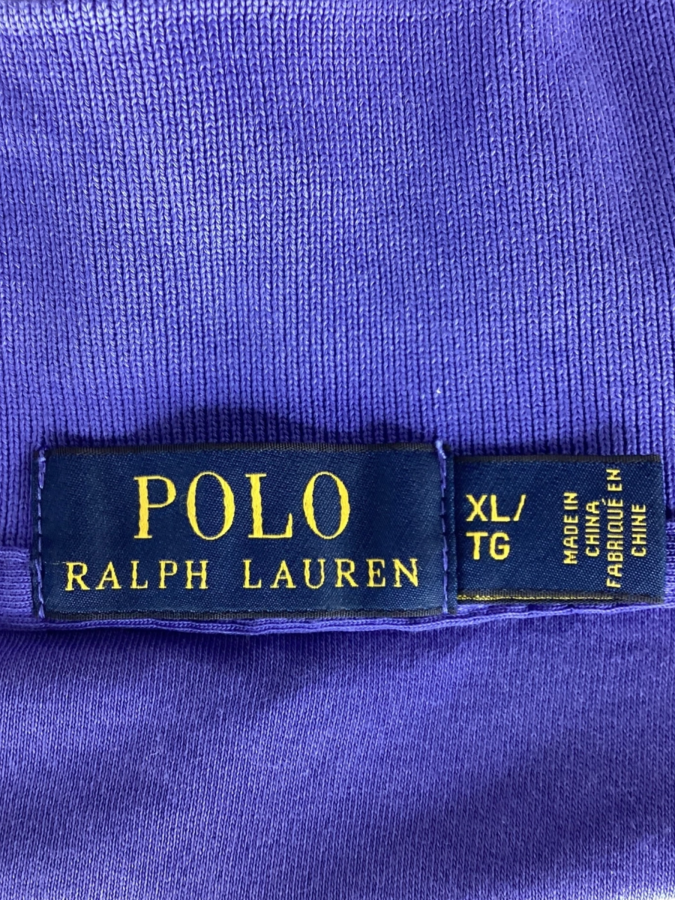 POLO
RALPH LAUREN
XL/
TG
MADE IN
CHINA
FABRIQUÉ EN
CHINE